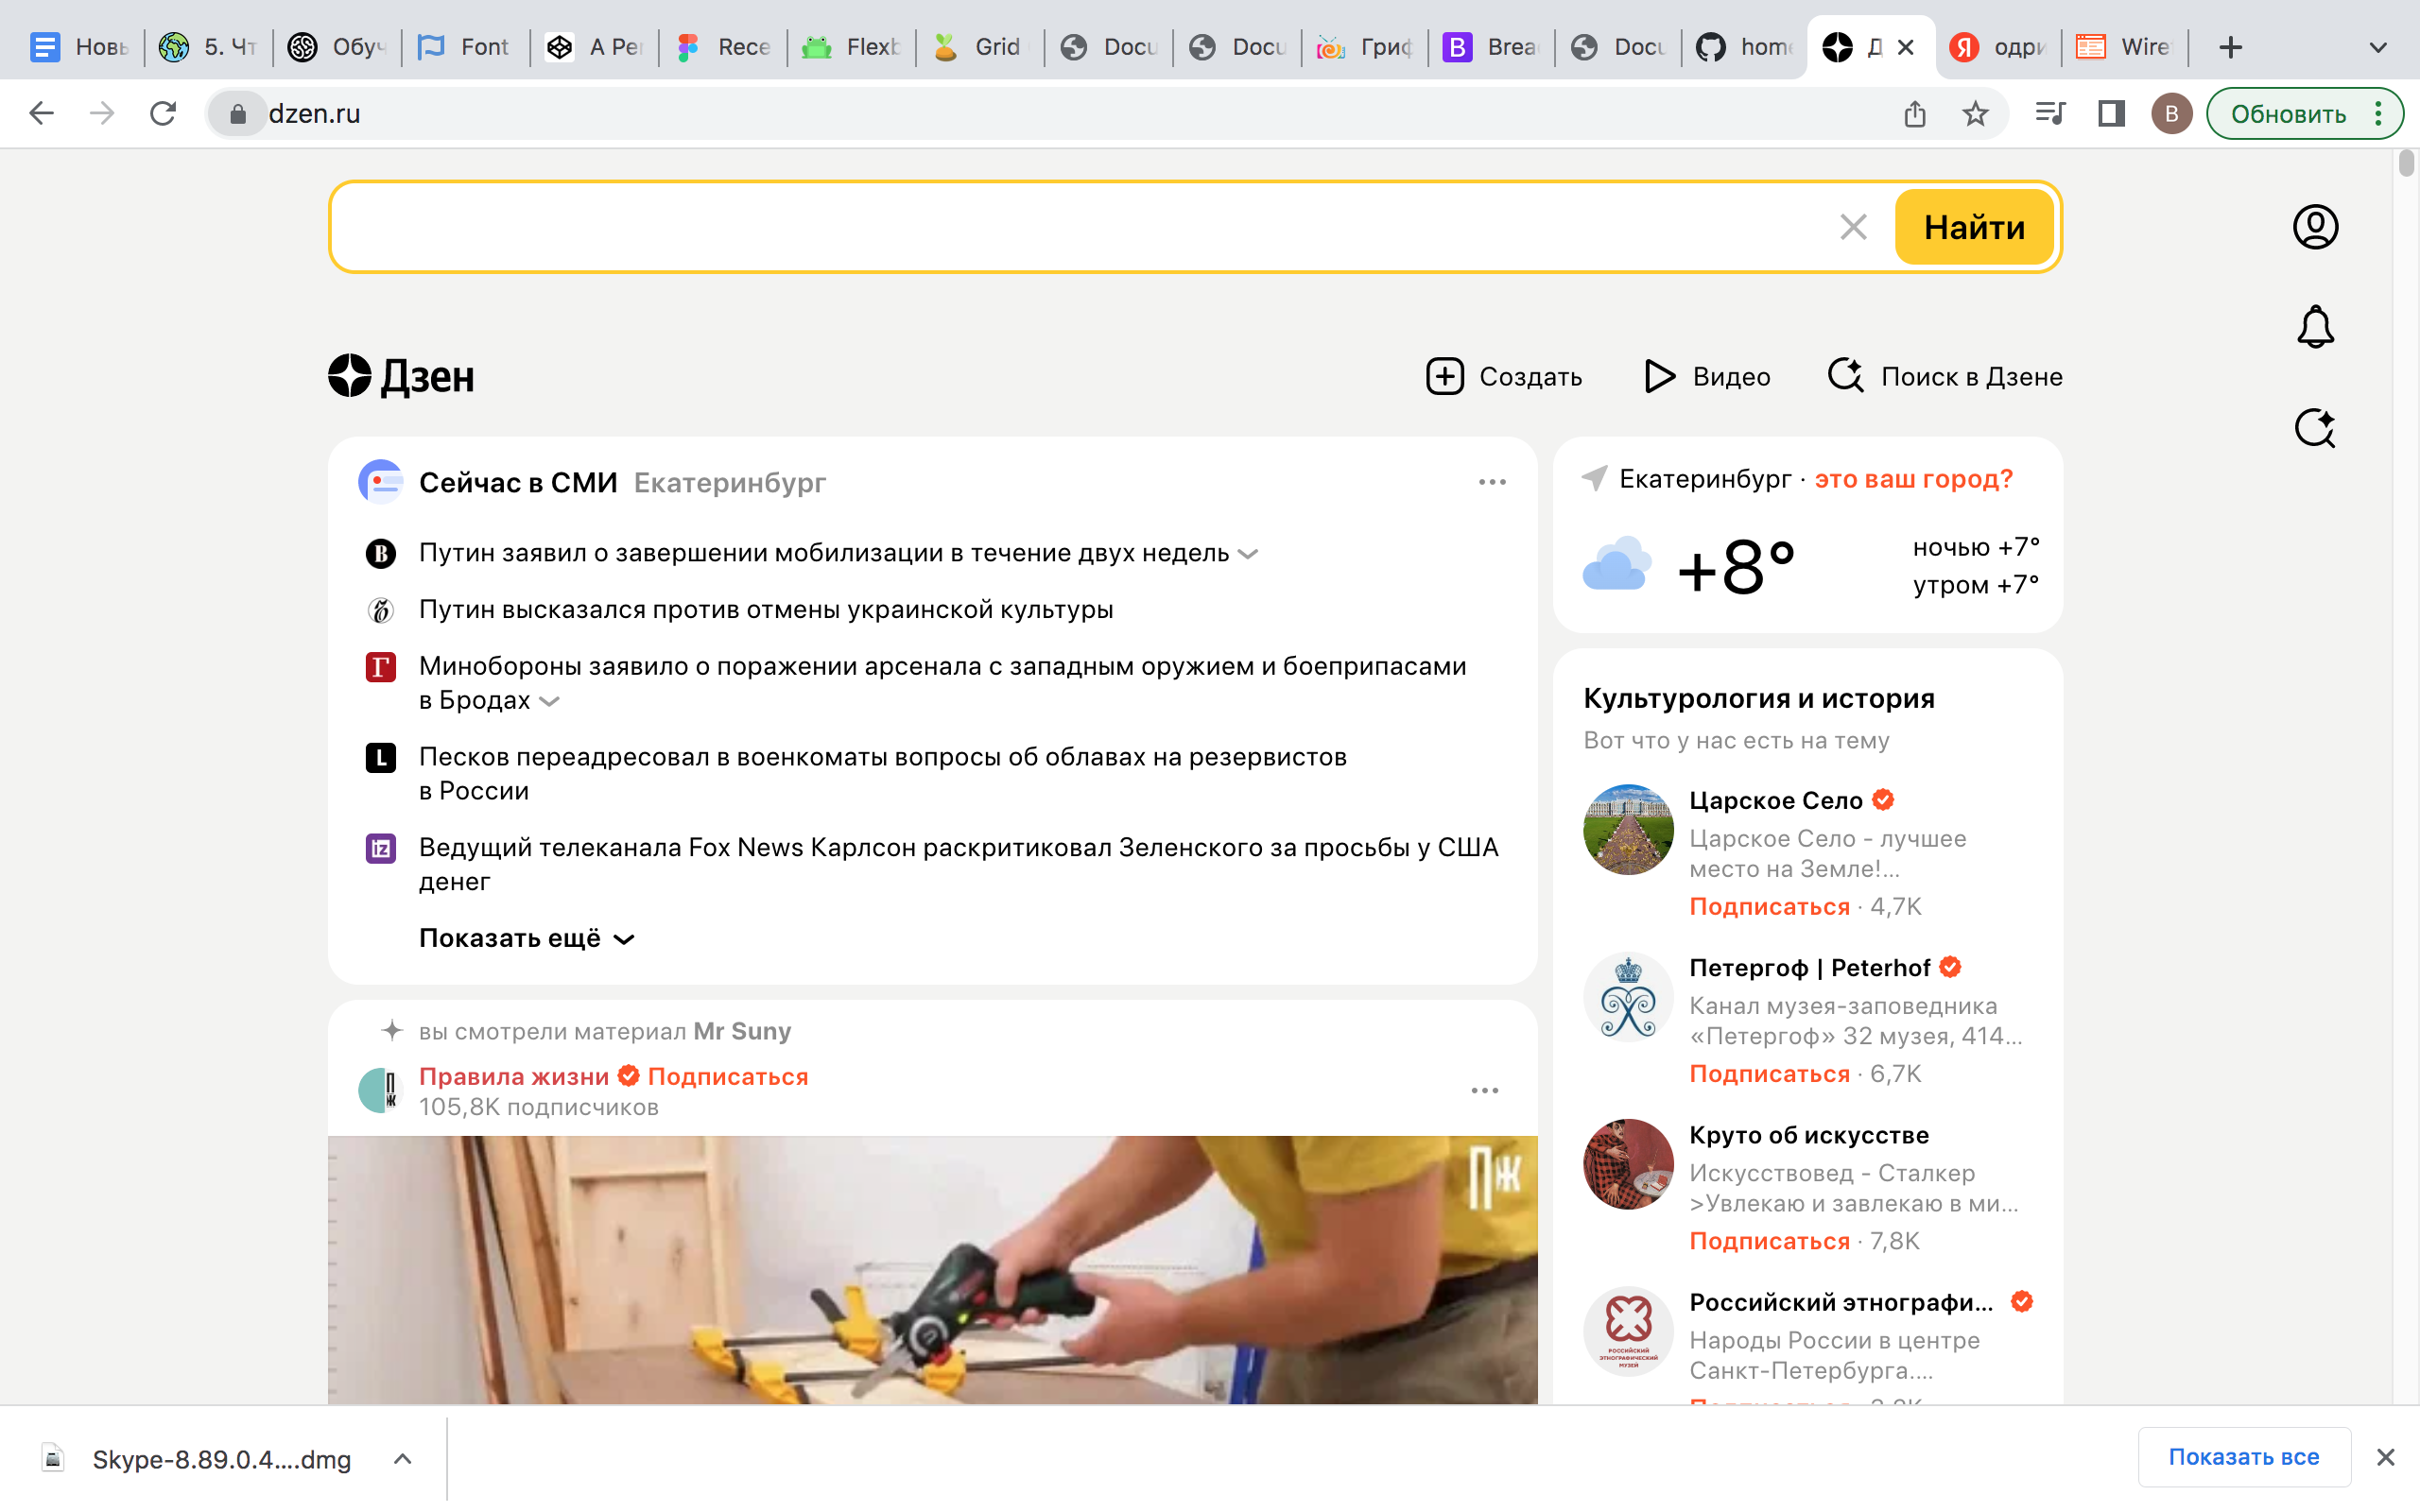 Новь
5. Чт
Обуч
Font
A Per
Rece
Flexb
Grid
Docu
Docu
Гриф
B
Brea
Docu
home
Д
Я
одри
Wire
dzen.ru
B
Обновить
Найти
Дзен
Создать
Видео
Поиск в Дзене
Сейчас в СМИ Екатеринбург
Путин заявил о завершении мобилизации в течение двух недель
Путин высказался против отмены украинской культуры
Минобороны заявило о поражении арсенала с западным оружием и боеприпасами
в Бродах
Песков переадресовал в военкоматы вопросы об облавах на резервистов
в России
Ведущий телеканала Fox News Карлсон раскритиковал Зеленского за просьбы у США
денег
Показать ещё
вы смотрели материал Mr Suny
Правила жизни Подписаться
105,8K подписчиков
ПЖ
Екатеринбург · это ваш город?
+8°
ночью +7°
утром +7°
Культурология и история
Вот что у нас есть на тему
Царское Село
Царское Село - лучшее
место на Земле!...
Подписаться · 4,7K
Петергоф | Peterhof
Канал музея-заповедника
«Петергоф» 32 музея, 414...
Подписаться · 6,7K
Круто об искусстве
Искусствовед - Сталкер
>Увлекаю и завлекаю в ми...
Подписаться · 7,8K
Российский этнографи...
Народы России в центре
Санкт-Петербурга....
РОССИЙСКИЙ
ЭТНОГРАФИЧЕСКИЙ
МУЗЕЙ
Skype-8.89.0.4....dmg
Показать все